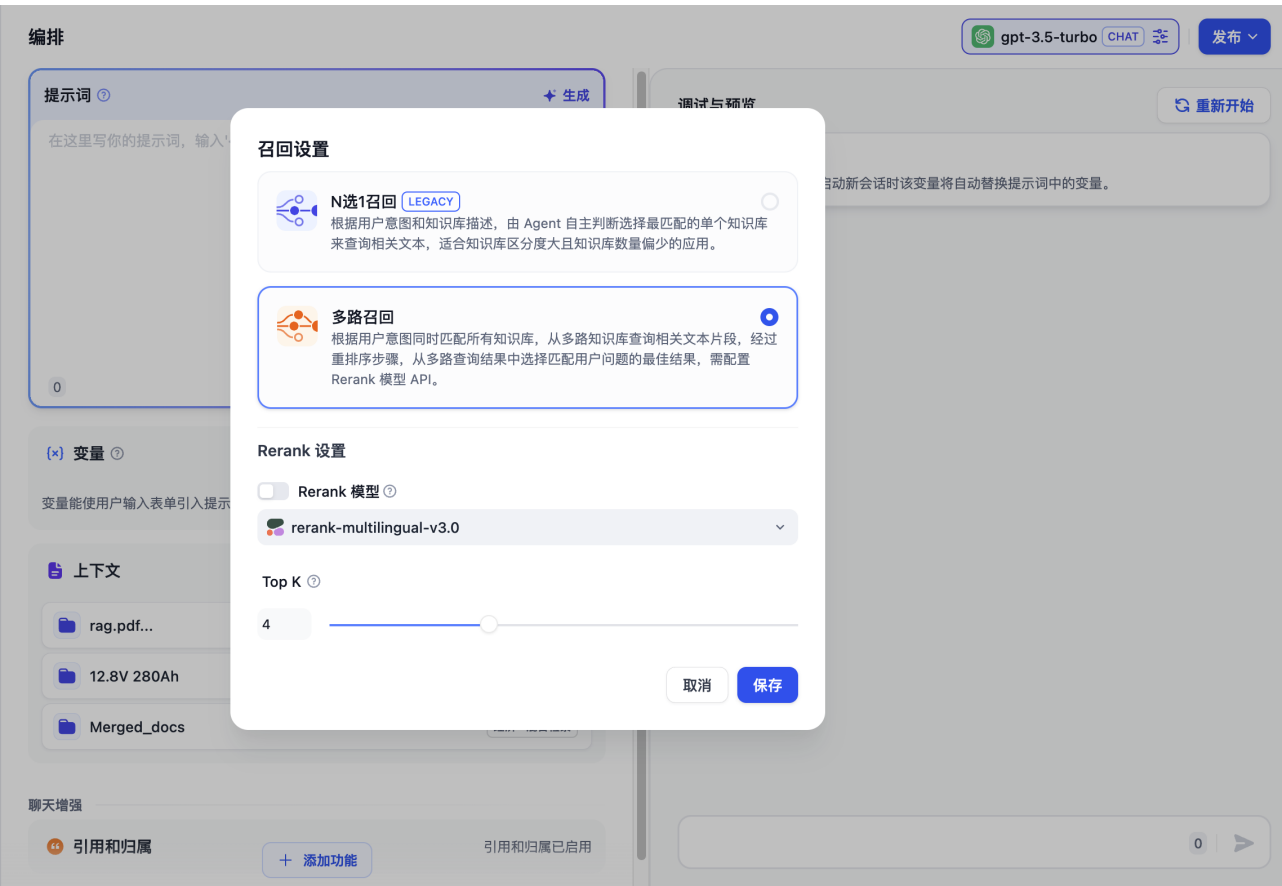 编排
gpt-3.5-turbo CHAT
发布
提示词
生成
在这里写你的提示词，输入'
0
调试与预览
重新开始
启动新会话时该变量将自动替换提示词中的变量。
召回设置
N选1召回 LEGACY
根据用户意图和知识库描述，由 Agent 自主判断选择最匹配的单个知识库
来查询相关文本，适合知识库区分度大且知识库数量偏少的应用。
多路召回
根据用户意图同时匹配所有知识库，从多路知识库查询相关文本片段，经过
重排序步骤，从多路查询结果中选择匹配用户问题的最佳结果，需配置
Rerank 模型 API。
Rerank 设置
Rerank 模型
rerank-multilingual-v3.0
Top K
4
取消
保存
{x} 变量
变量能使用户输入表单引入提示
上下文
rag.pdf...
12.8V 280Ah
Merged_docs
聊天增强
引用和归属
添加功能
引用和归属已启用
0